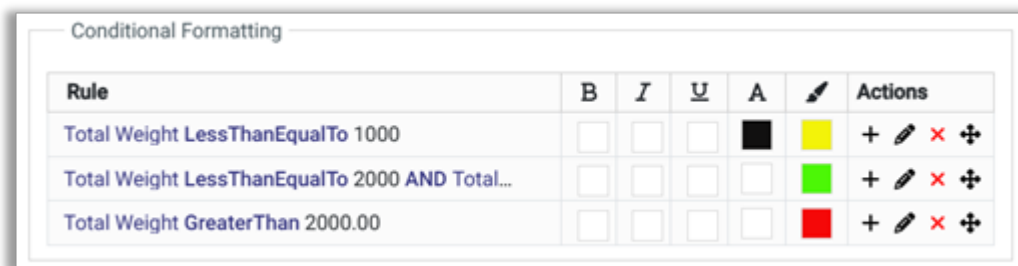 Conditional Formatting
Rule B I U A Actions
Total Weight LessThanEqualTo 1000
Total Weight LessThanEqualTo 2000 AND Total...
Total Weight GreaterThan 2000.00